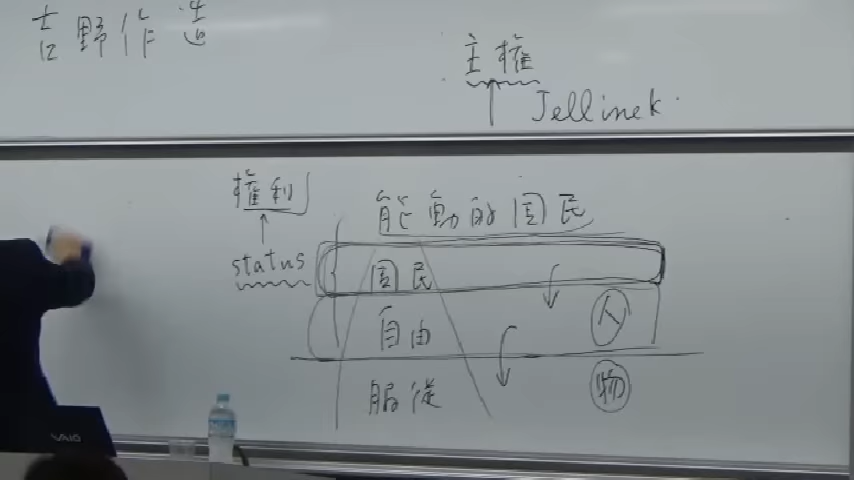 吉野作造
主権
Jellinek
権利
能動的国民
status
国民
人
自由
物
服従
VAIO